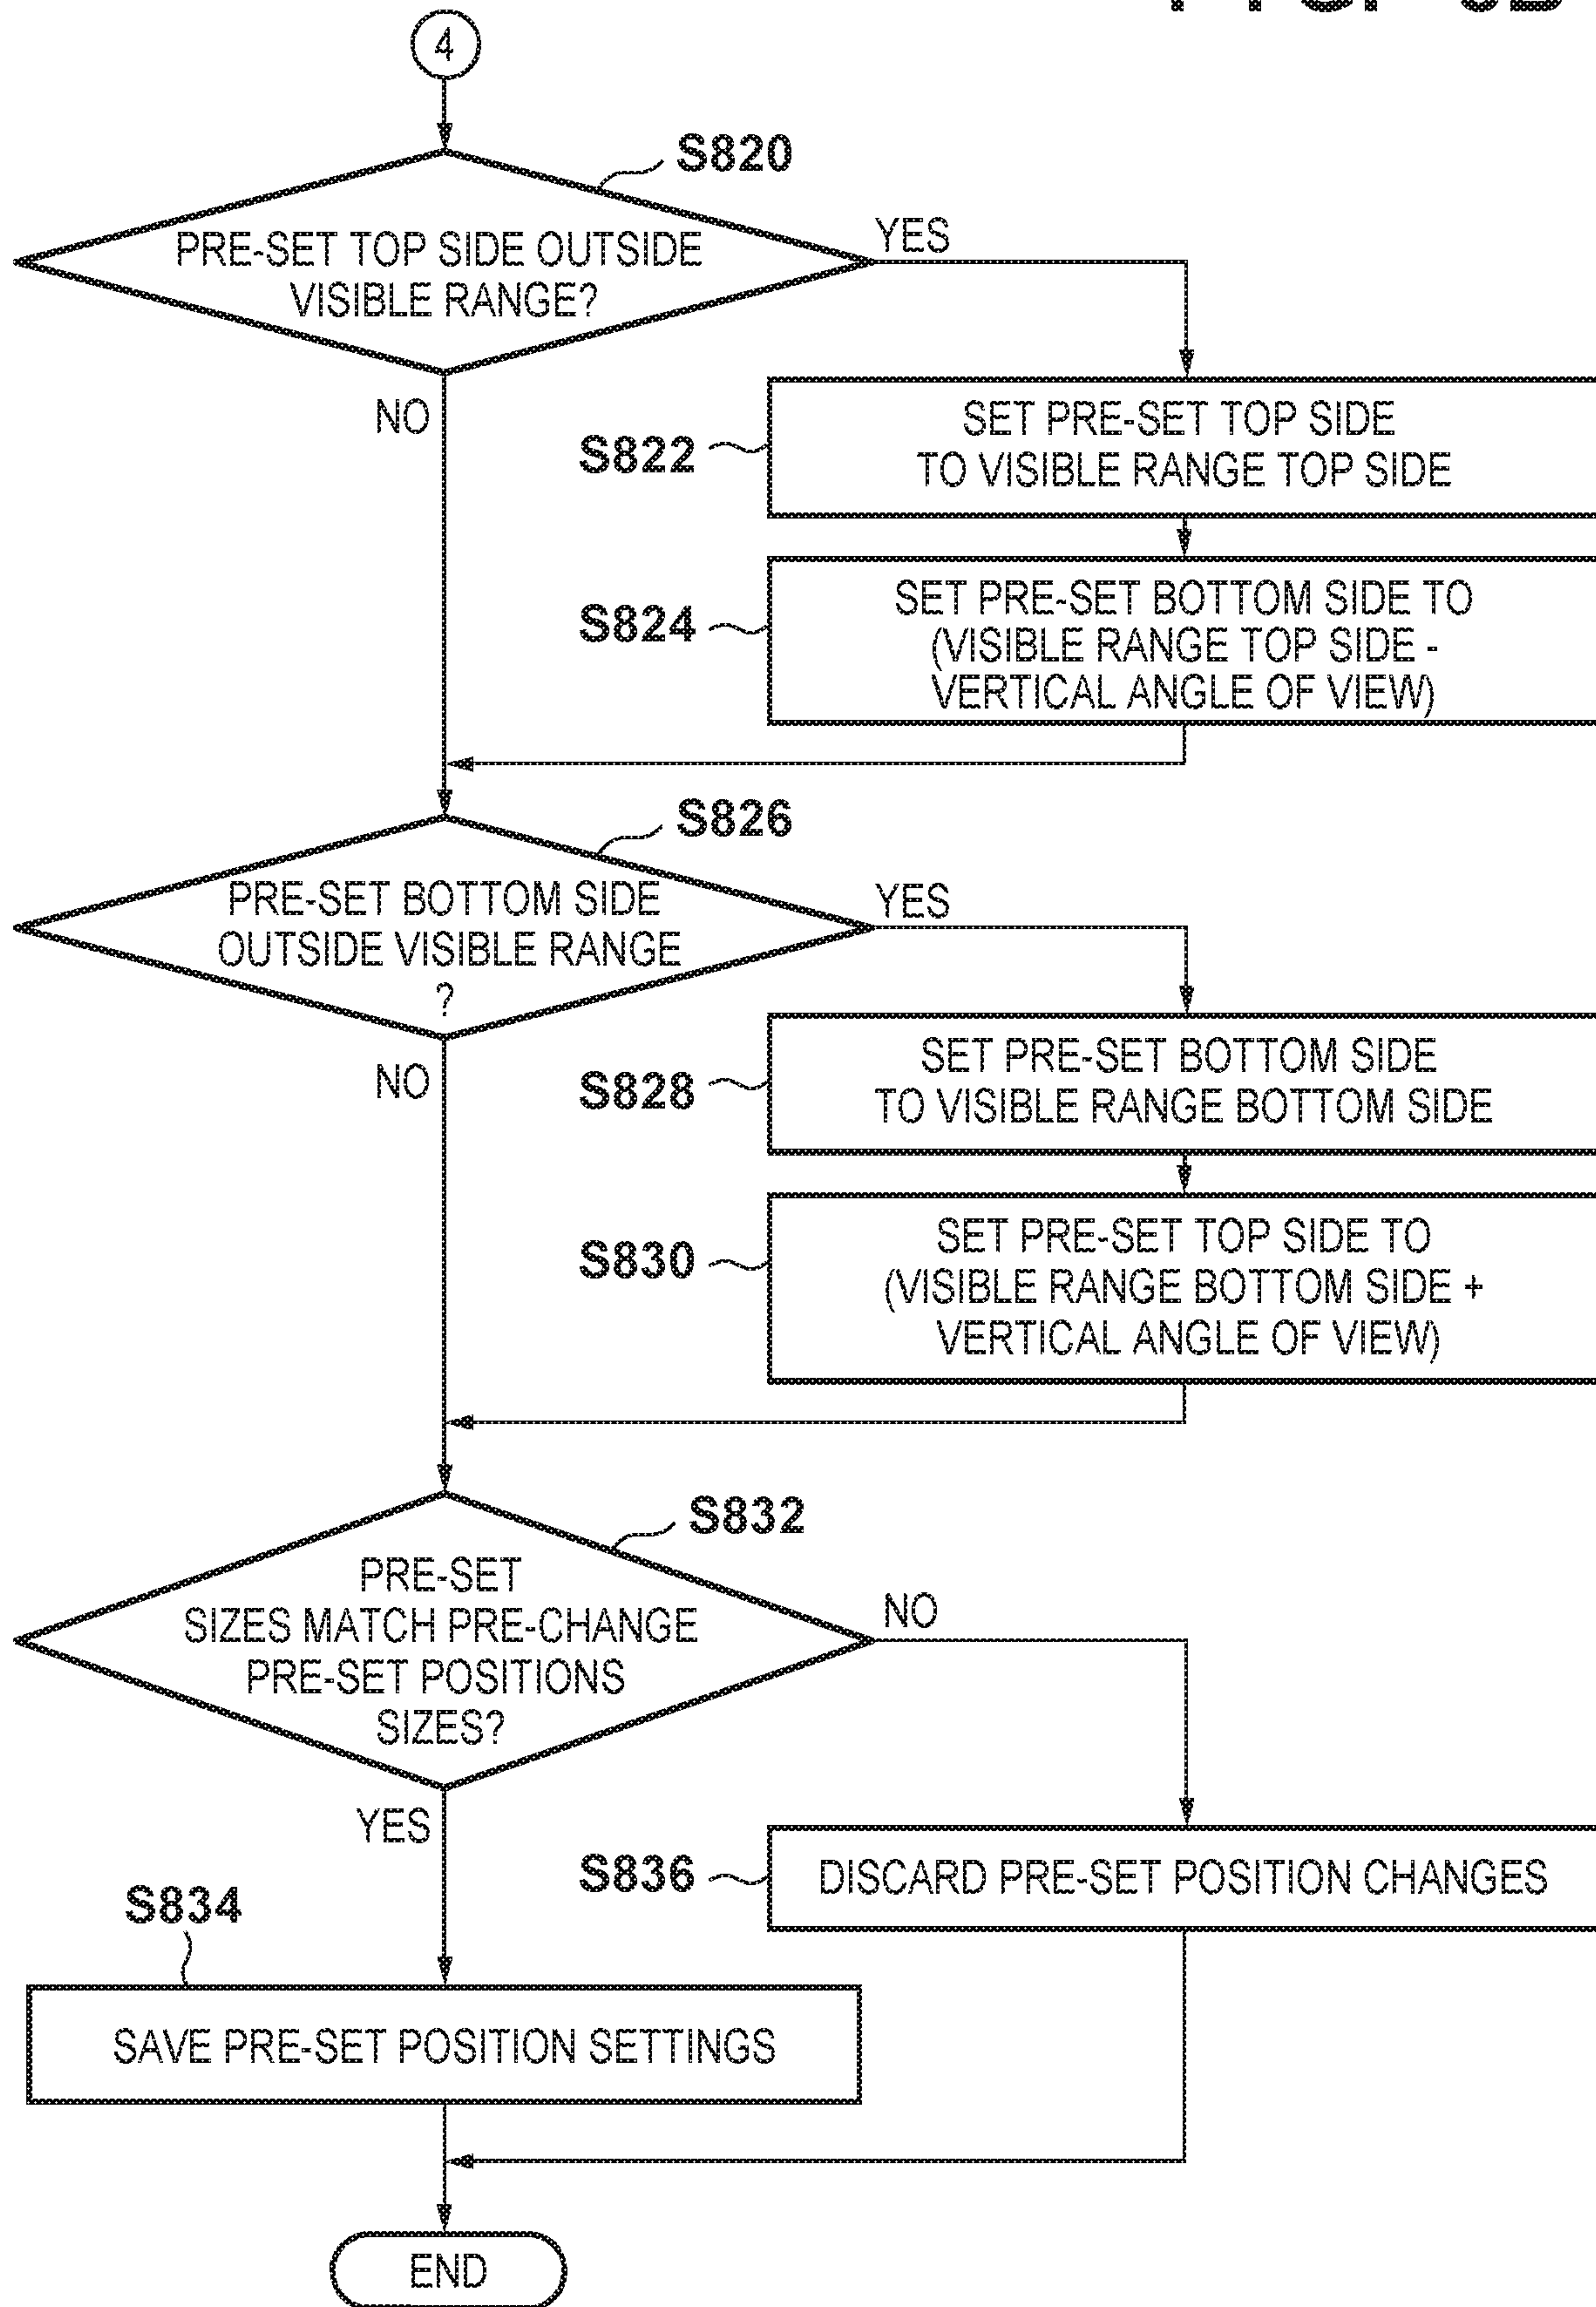 4
S820
PRE-SET TOP SIDE OUTSIDE
VISIBLE RANGE?
YES
NO
S822
SET PRE-SET TOP SIDE
TO VISIBLE RANGE TOP SIDE
S824
SET PRE-SET BOTTOM SIDE TO
(VISIBLE RANGE TOP SIDE -
VERTICAL ANGLE OF VIEW)
S826
PRE-SET BOTTOM SIDE
OUTSIDE VISIBLE RANGE
?
YES
NO
S828
SET PRE-SET BOTTOM SIDE
TO VISIBLE RANGE BOTTOM SIDE
S830
SET PRE-SET TOP SIDE TO
(VISIBLE RANGE BOTTOM SIDE +
VERTICAL ANGLE OF VIEW)
S832
PRE-SET
SIZES MATCH PRE-CHANGE
PRE-SET POSITIONS
SIZES?
NO
YES
S836
DISCARD PRE-SET POSITION CHANGES
S834
SAVE PRE-SET POSITION SETTINGS
END